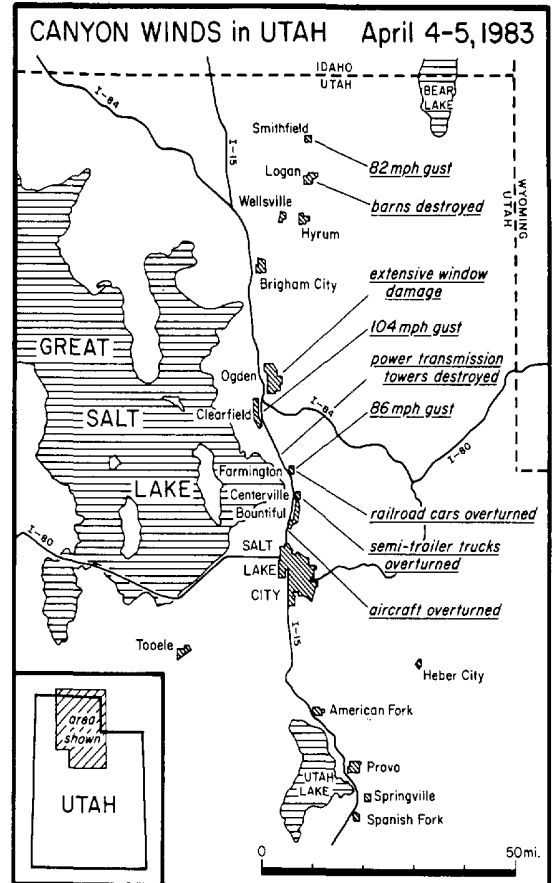 CANYON WINDS in UTAH April 4-5, 1983
IDAHO
UTAH
BEAR
LAKE
I-84
I-15
Smithfield
82 mph gust
Logan
barns destroyed
Wellsville
Hyrum
WYOMING
UTAH
Brigham City
extensive window
damage
104 mph gust
GREAT
power transmission
towers destroyed
Ogden
I-84
86 mph gust
SALT
Clearfield
I-80
Farmington
LAKE
Centerville
railroad cars overturned
Bountiful
I-80
SALT
LAKE
CITY
semi-trailer trucks
overturned
aircraft overturned
I-15
Tooele
Heber City
American Fork
area
shown
UTAH
UTAH
LAKE
Provo
Springville
Spanish Fork
0 50 mi.